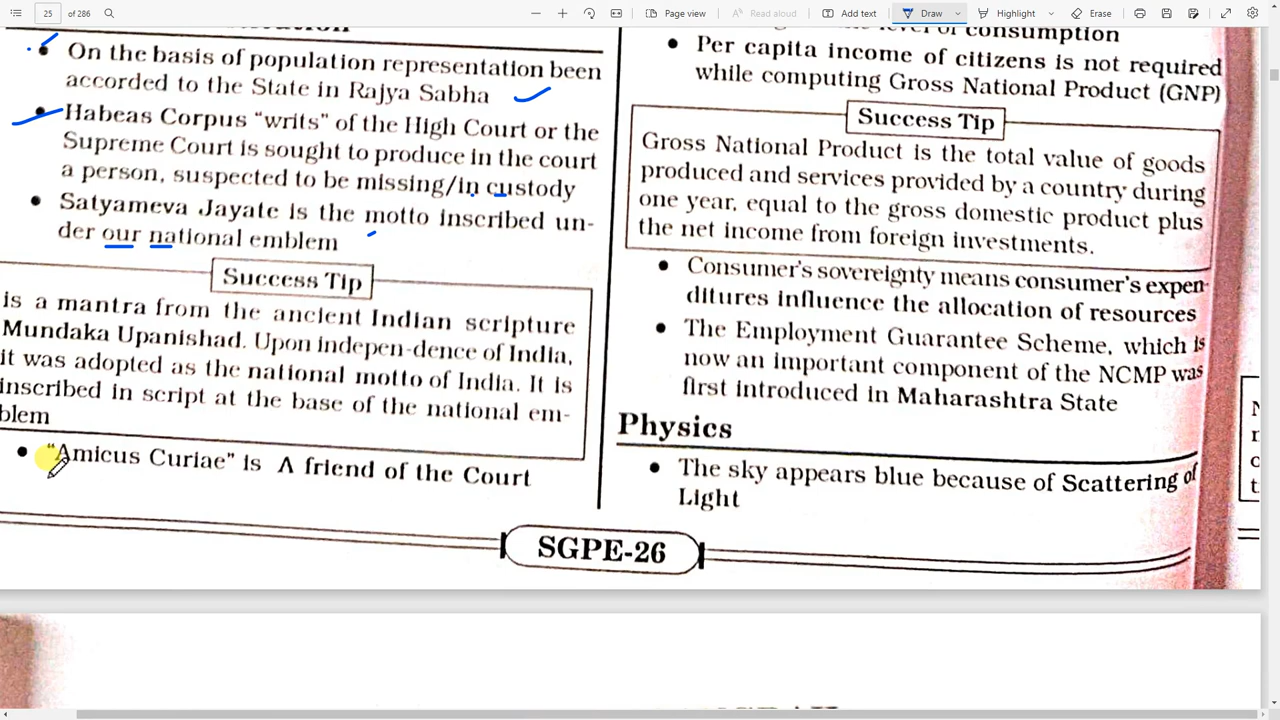 25
of 286
Page view
Read aloud
Add text
Draw
Highlight
Erase
On the basis of population representation been
accorded to the State in Rajya Sabha
Habeas Corpus "writs" of the High Court or the
Supreme Court is sought to produce in the court
a person, suspected to be missing/in custody
Satyameva Jayate is the motto inscribed un-
der our national emblem
Success Tip
is a mantra from the ancient Indian scripture
Mundaka Upanishad. Upon indepen-dence of India,
it was adopted as the national motto of India. It is
inscribed in script at the base of the national em-
blem
"Amicus Curiae" is A friend of the Court
consumption
Per capita income of citizens is not required
while computing Gross National Product (GNP)
Success Tip
Gross National Product is the total value of goods
produced and services provided by a country during
one year, equal to the gross domestic product plus
the net income from foreign investments.
Consumer's sovereignty means consumer's expen-
ditures influence the allocation of resources
The Employment Guarantee Scheme, which is
now an important component of the NCMP was
first introduced in Maharashtra State
Physics
The sky appears blue because of Scattering of
Light
SGPE-26